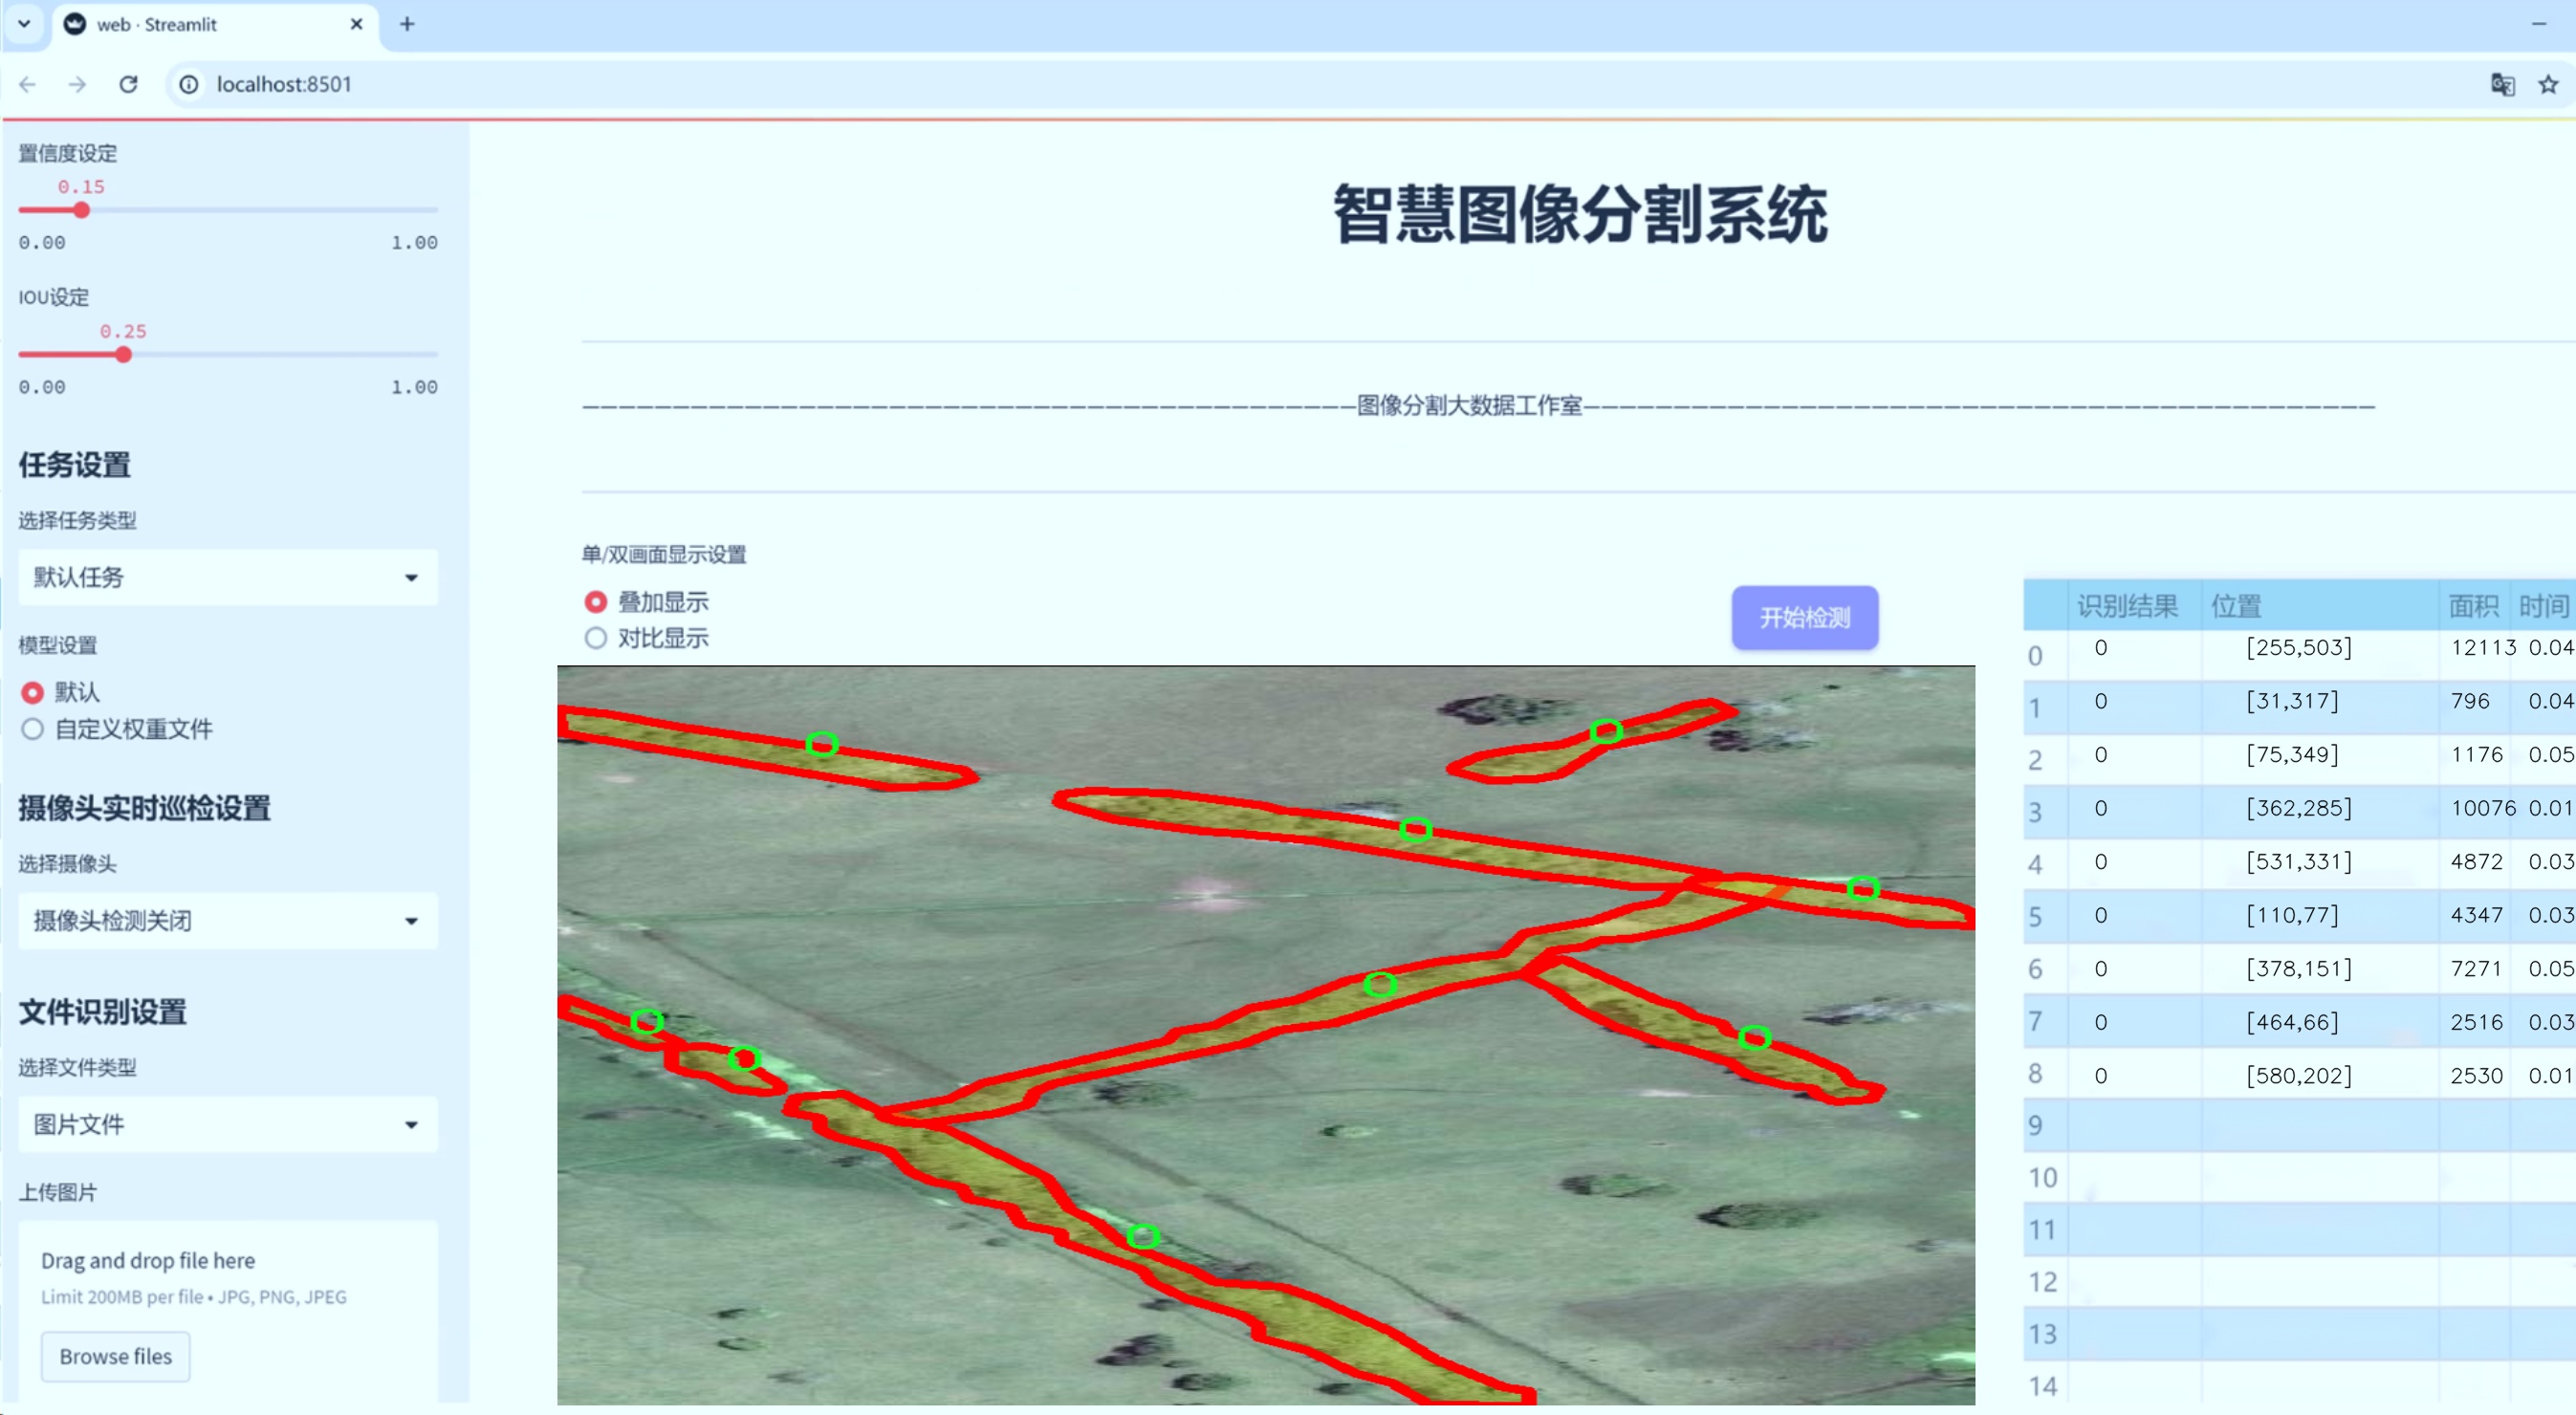 web · Streamlit
localhost:8501
置信度设定
0.15
0.00 1.00
IOU设定
0.25
0.00 1.00
任务设置
选择任务类型
默认任务
模型设置
默认
自定义权重文件
摄像头实时巡检设置
选择摄像头
摄像头检测关闭
文件识别设置
选择文件类型
图片文件
上传图片
Drag and drop file here
Limit 200MB per file • JPG, PNG, JPEG
Browse files
智慧图像分割系统
图像分割大数据工作室
单/双画面显示设置
叠加显示
对比显示
开始检测
识别结果 位置 面积 时间
0 0 [255,503] 12113 0.04
1 0 [31,317] 796 0.04
2 0 [75,349] 1176 0.05
3 0 [362,285] 10076 0.01
4 0 [531,331] 4872 0.03
5 0 [110,77] 4347 0.03
6 0 [378,151] 7271 0.05
7 0 [464,66] 2516 0.03
8 0 [580,202] 2530 0.01
9
10
11
12
13
14